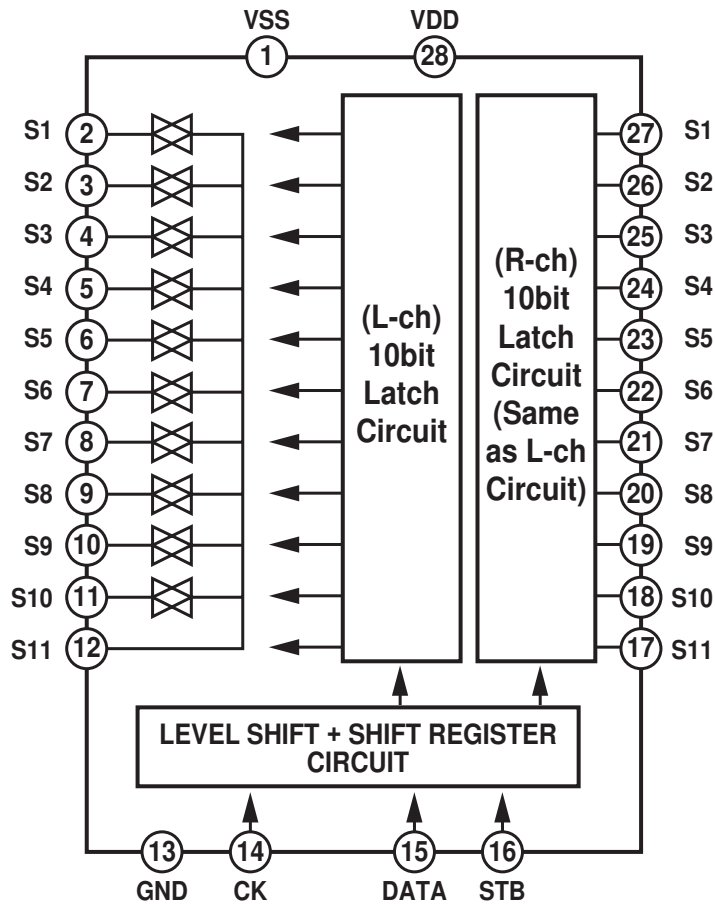 VSS VDD
1 28
S1 2 27 S1
S2 3 26 S2
S3 4 25 S3
S4 5 24 S4
S5 6 23 S5
S6 7 22 S6
S7 8 21 S7
S8 9 20 S8
S9 10 19 S9
S10 11 18 S10
S11 12 17 S11
(L-ch)
10bit
Latch
Circuit
(R-ch)
10bit
Latch
Circuit
(Same
as L-ch
Circuit)
LEVEL SHIFT + SHIFT REGISTER
CIRCUIT
13 14 15 16
GND CK DATA STB